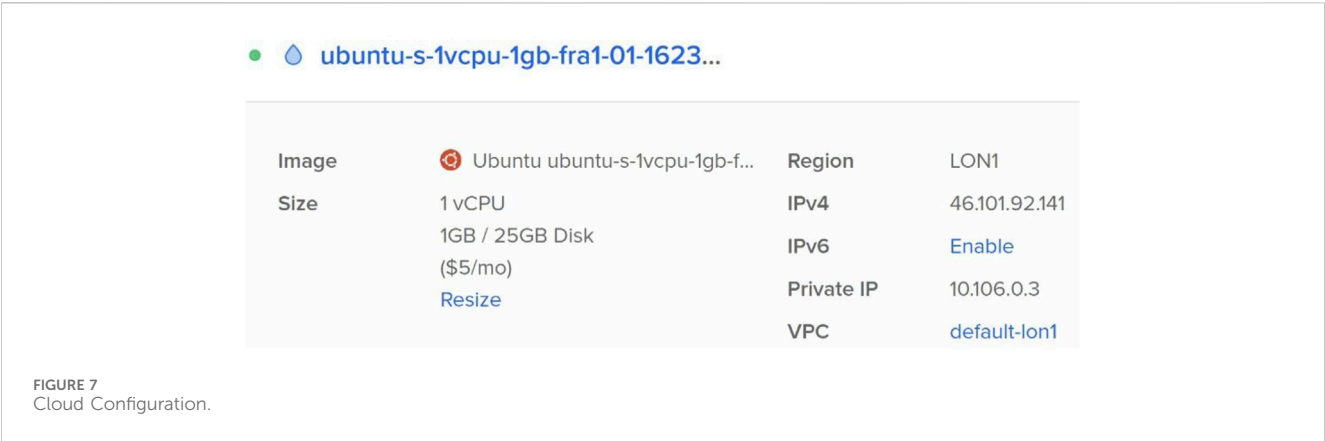 ubuntu-s-1vcpu-1gb-fra1-01-1623...
Image
Ubuntu ubuntu-s-1vcpu-1gb-f...
Size
1 vCPU
1GB / 25GB Disk
($5/mo)
Resize
Region
LON1
IPv4
46.101.92.141
IPv6
Enable
Private IP
10.106.0.3
VPC
default-lon1
FIGURE 7
Cloud Configuration.